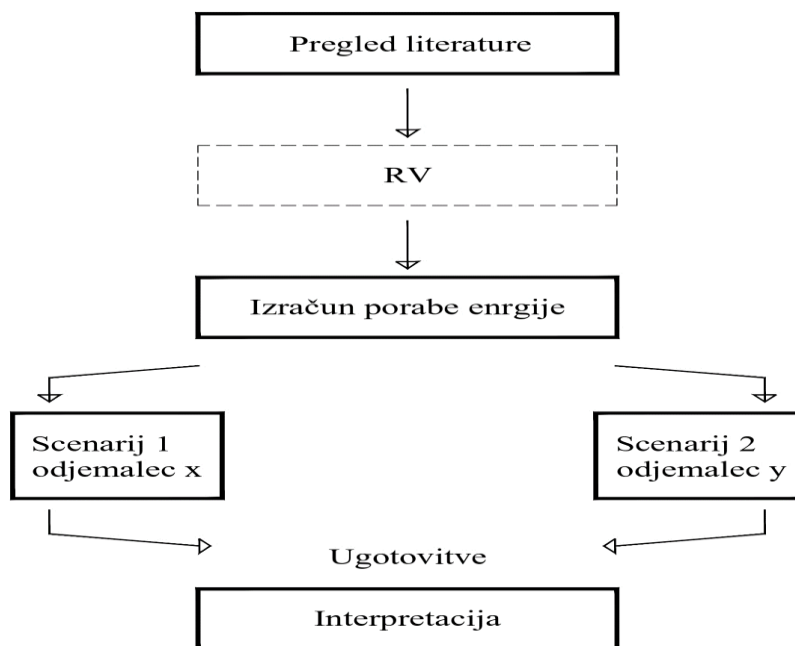 Pregled literature
RV
Izračun porabe enrgije
Scenarij 1
odjemalec x
Scenarij 2
odjemalec y
Ugotovitve
Interpretacija